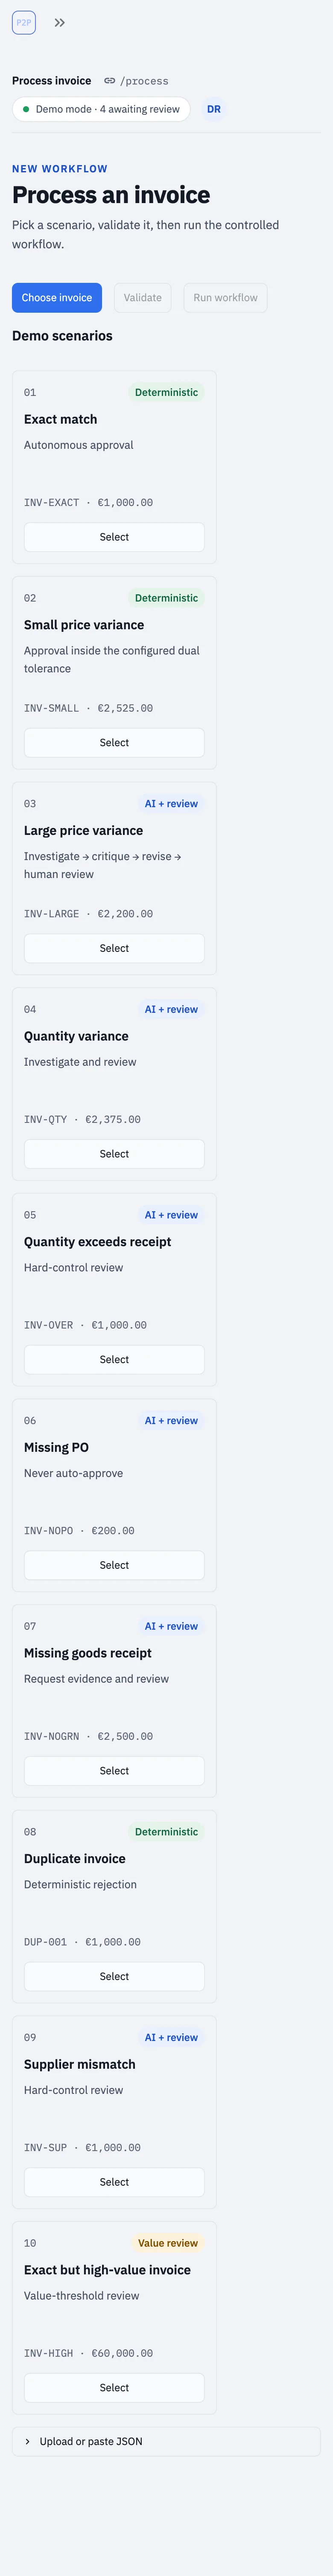 P2P
Process invoice /process
Demo mode · 4 awaiting review DR
NEW WORKFLOW
Process an invoice
Pick a scenario, validate it, then run the controlled
workflow.
Choose invoice Validate Run workflow
Demo scenarios
01 Deterministic
Exact match
Autonomous approval
INV-EXACT · €1,000.00
Select
02 Deterministic
Small price variance
Approval inside the configured dual
tolerance
INV-SMALL · €2,525.00
Select
03 AI + review
Large price variance
Investigate → critique → revise →
human review
INV-LARGE · €2,200.00
Select
04 AI + review
Quantity variance
Investigate and review
INV-QTY · €2,375.00
Select
05 AI + review
Quantity exceeds receipt
Hard-control review
INV-OVER · €1,000.00
Select
06 AI + review
Missing PO
Never auto-approve
INV-NOPO · €200.00
Select
07 AI + review
Missing goods receipt
Request evidence and review
INV-NOGRN · €2,500.00
Select
08 Deterministic
Duplicate invoice
Deterministic rejection
DUP-001 · €1,000.00
Select
09 AI + review
Supplier mismatch
Hard-control review
INV-SUP · €1,000.00
Select
10 Value review
Exact but high-value invoice
Value-threshold review
INV-HIGH · €60,000.00
Select
Upload or paste JSON